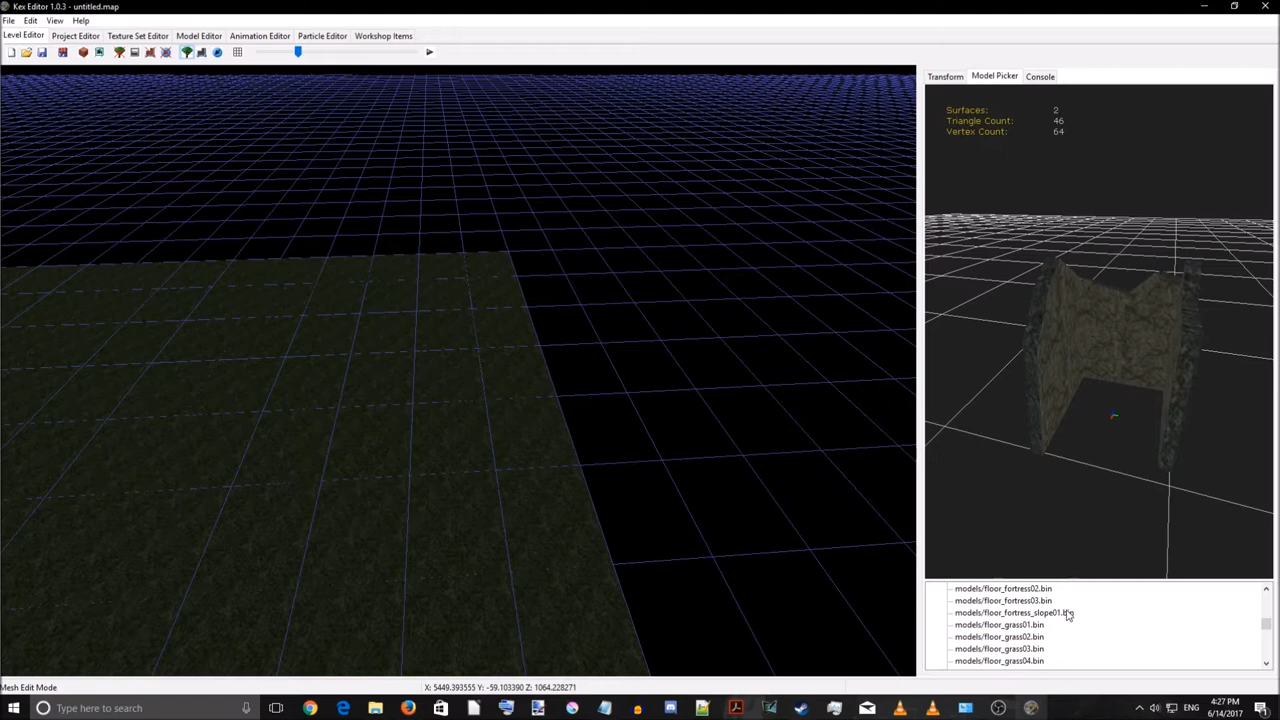 Kex Editor 1.0.3 - untitled.map
File Edit View Help
Level Editor Project Editor Texture Set Editor Model Editor Animation Editor Particle Editor Workshop Items
Transform Model Picker Console
Surfaces: 2
Triangle Count: 46
Vertex Count: 64
models/floor_fortress02.bin
models/floor_fortress03.bin
models/floor_fortress_slope01.bin
models/floor_grass01.bin
models/floor_grass02.bin
models/floor_grass03.bin
models/floor_grass04.bin
Mesh Edit Mode X: 5449.393555 Y: -59.103390 Z: 1064.228271
Type here to search
ENG
4:27 PM
6/14/2017